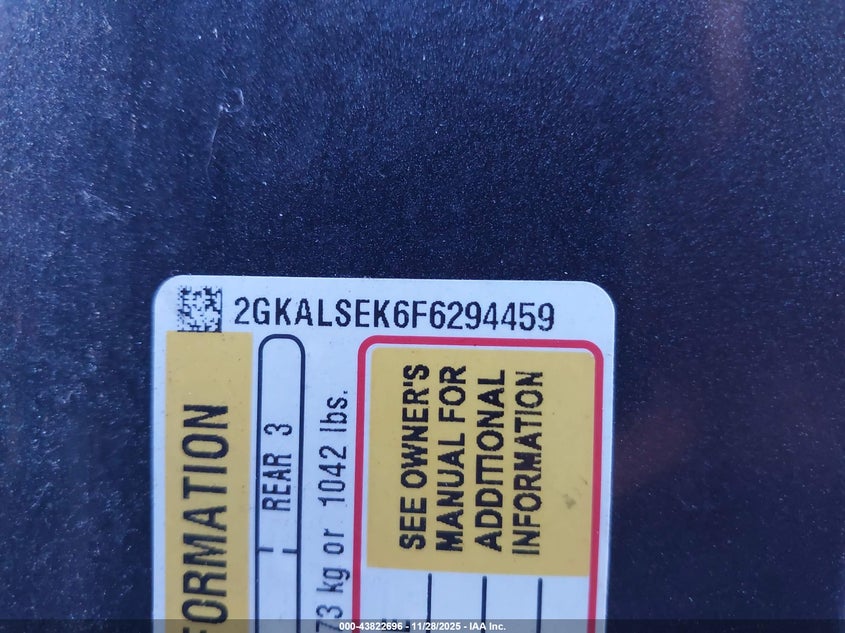 2GKALSEK6F6294459
FORMATION
REAR 3
73 kg or 1042 lbs.
SEE OWNER'S
MANUAL FOR
ADDITIONAL
INFORMATION
000-43822696 - 11/28/2025 - IAA Inc.